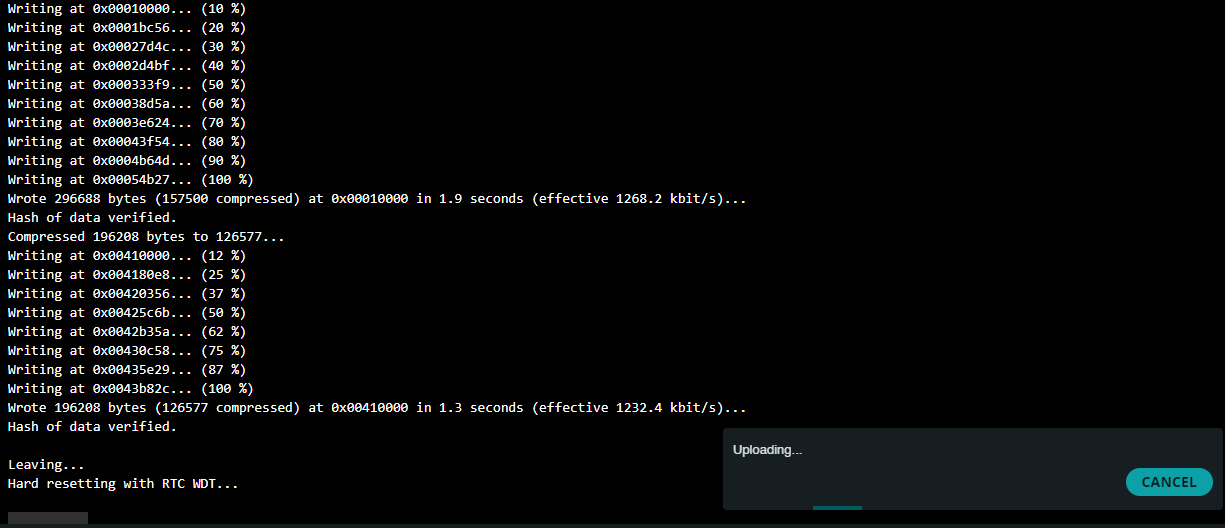 Writing at 0x00010000... (10 %)
Writing at 0x0001bc56... (20 %)
Writing at 0x00027d4c... (30 %)
Writing at 0x0002d4bf... (40 %)
Writing at 0x000333f9... (50 %)
Writing at 0x00038d5a... (60 %)
Writing at 0x0003e624... (70 %)
Writing at 0x00043f54... (80 %)
Writing at 0x0004b64d... (90 %)
Writing at 0x00054b27... (100 %)
Wrote 296688 bytes (157500 compressed) at 0x00010000 in 1.9 seconds (effective 1268.2 kbit/s)...
Hash of data verified.
Compressed 196208 bytes to 126577...
Writing at 0x00410000... (12 %)
Writing at 0x004180e8... (25 %)
Writing at 0x00420356... (37 %)
Writing at 0x00425c6b... (50 %)
Writing at 0x0042b35a... (62 %)
Writing at 0x00430c58... (75 %)
Writing at 0x00435e29... (87 %)
Writing at 0x0043b82c... (100 %)
Wrote 196208 bytes (126577 compressed) at 0x00410000 in 1.3 seconds (effective 1232.4 kbit/s)...
Hash of data verified.
Leaving...
Hard resetting with RTC WDT...
Uploading...
CANCEL